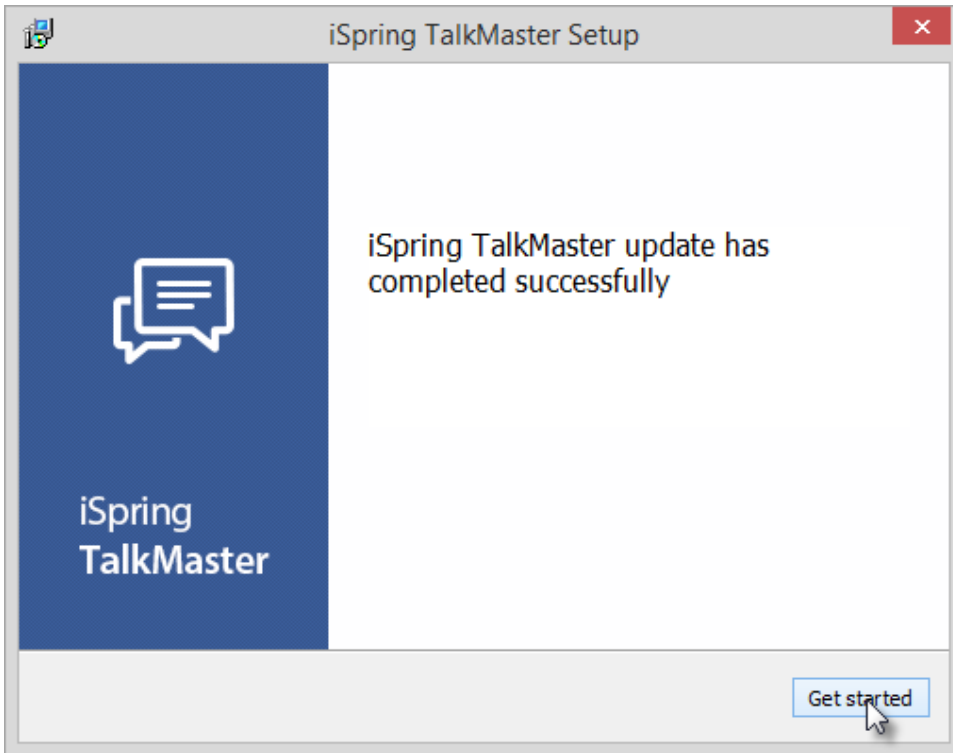 iSpring TalkMaster Setup
iSpring TalkMaster update has
completed successfully
iSpring
TalkMaster
Get started